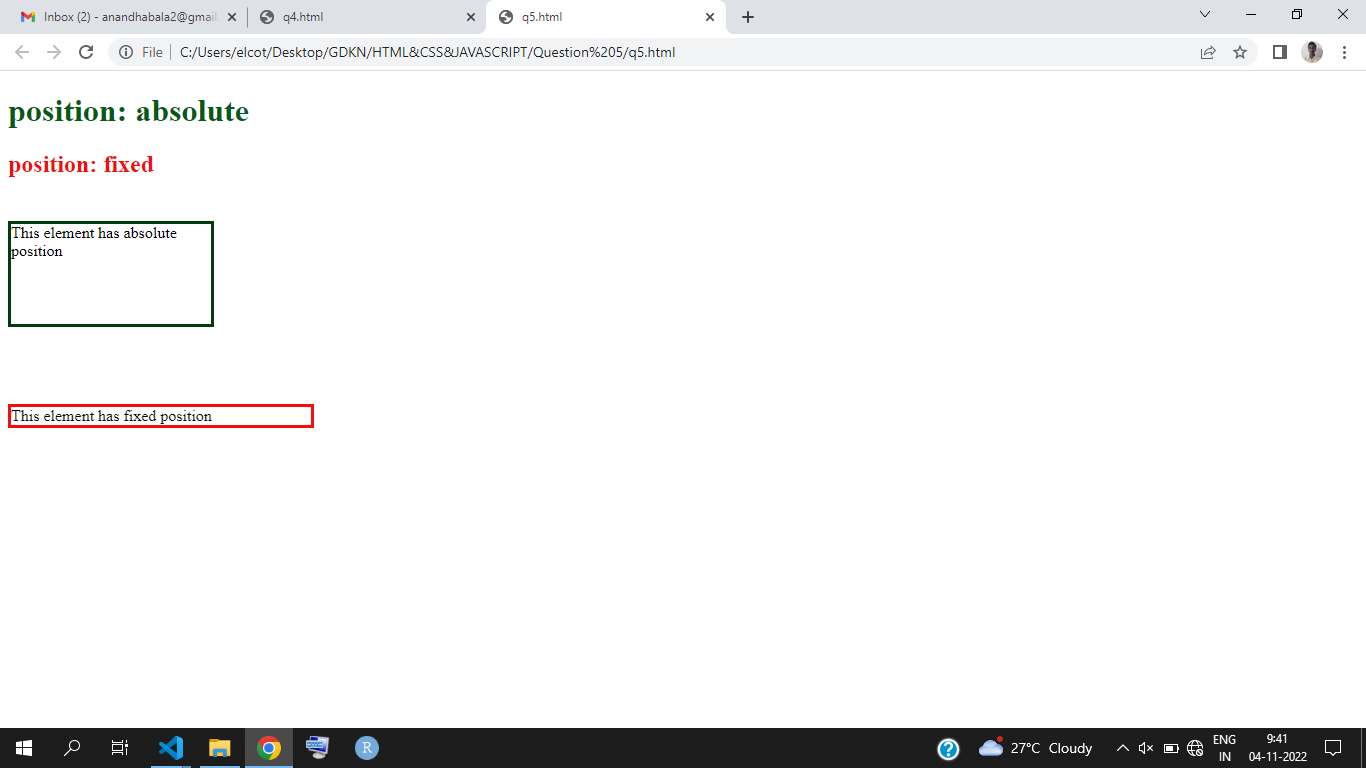 Inbox (2) - anandhabala2@gmail
q4.html
q5.html
File
C:/Users/elcot/Desktop/GDKN/HTML&CSS&JAVASCRIPT/Question%205/q5.html
position: absolute
position: fixed
This element has absolute
position
This element has fixed position
R
?
27°C Cloudy
ENG
IN
9:41
04-11-2022